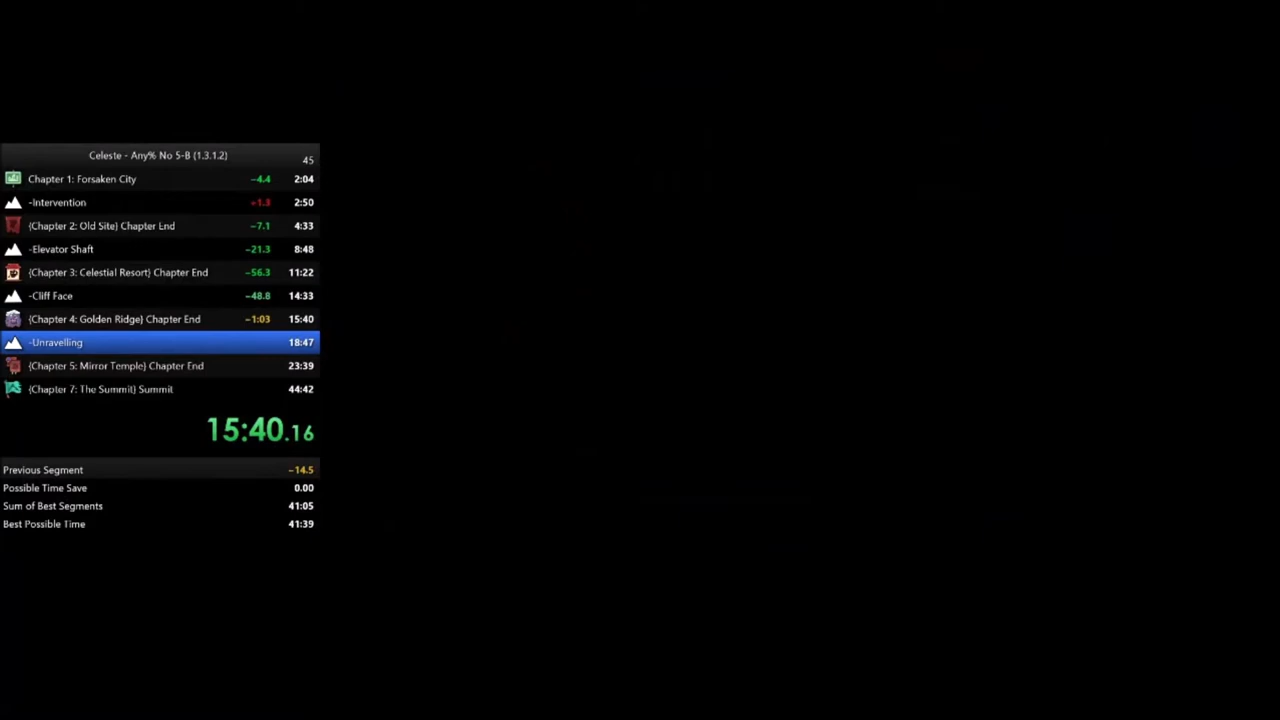 Celeste - Any% No 5-B (1.3.1.2)
45
Chapter 1: Forsaken City −4.4 2:04
-Intervention +1.3 2:50
{Chapter 2: Old Site} Chapter End −7.1 4:33
-Elevator Shaft −21.3 8:48
{Chapter 3: Celestial Resort} Chapter End −56.3 11:22
-Cliff Face −48.8 14:33
{Chapter 4: Golden Ridge} Chapter End −1:03 15:40
-Unravelling 18:47
{Chapter 5: Mirror Temple} Chapter End 23:39
{Chapter 7: The Summit} Summit 44:42
15:40.16
Previous Segment −14.5
Possible Time Save 0.00
Sum of Best Segments 41:05
Best Possible Time 41:39